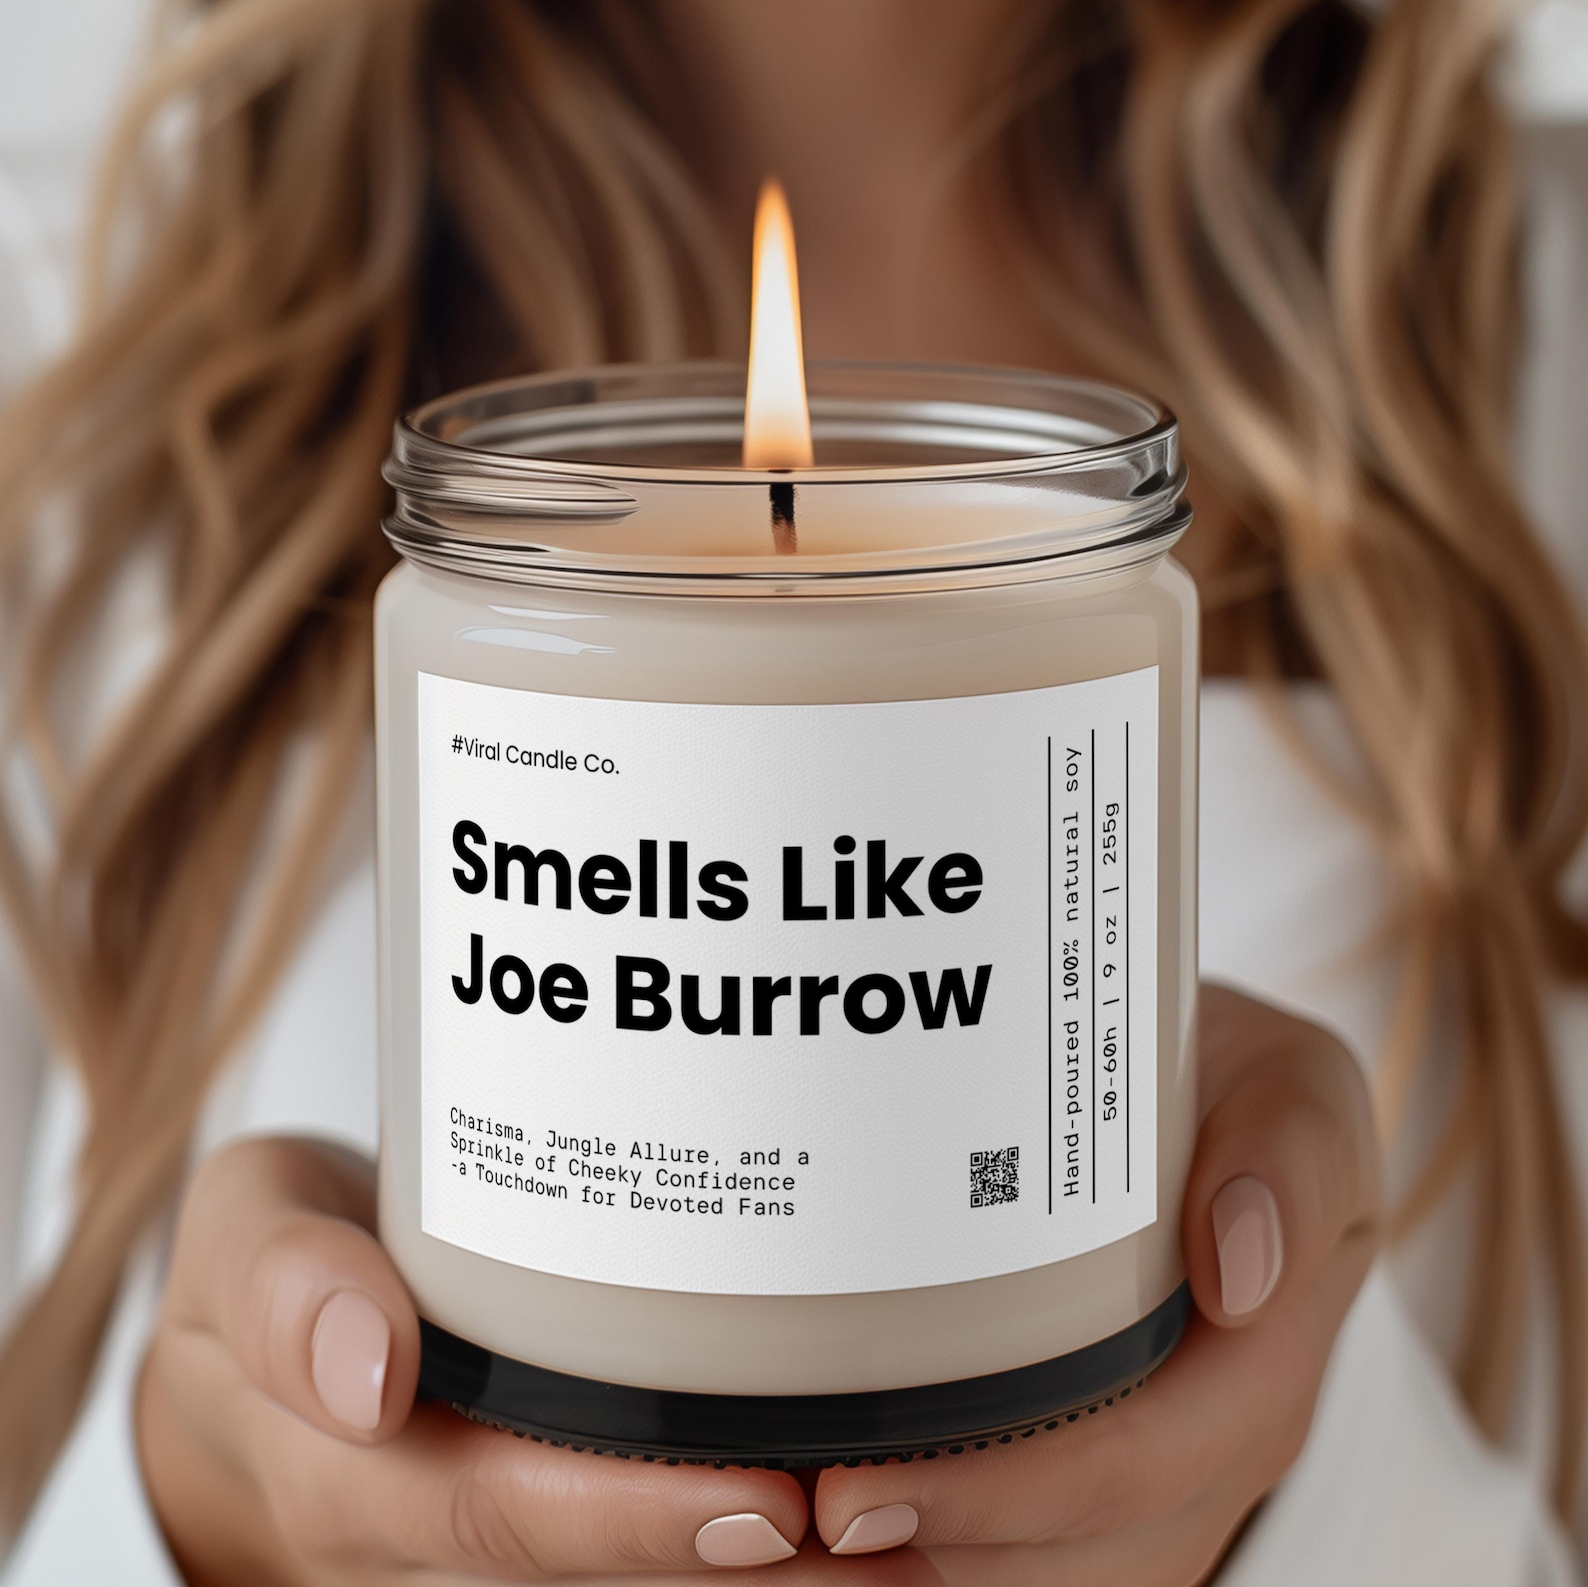 #Viral Candle Co.
Smells Like
Joe Burrow
Charisma, Jungle Allure, and a
Sprinkle of Cheeky Confidence
-a Touchdown for Devoted Fans
Hand-poured 100% natural soy
50-60h | 9 oz | 255g